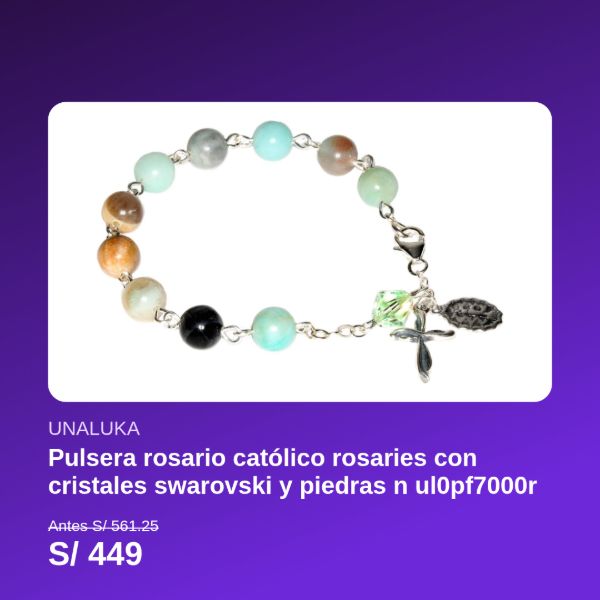 UNALUKA
Pulsera rosario católico rosaries con
cristales swarovski y piedras n ul0pf7000r
Antes S/ 561.25
S/ 449